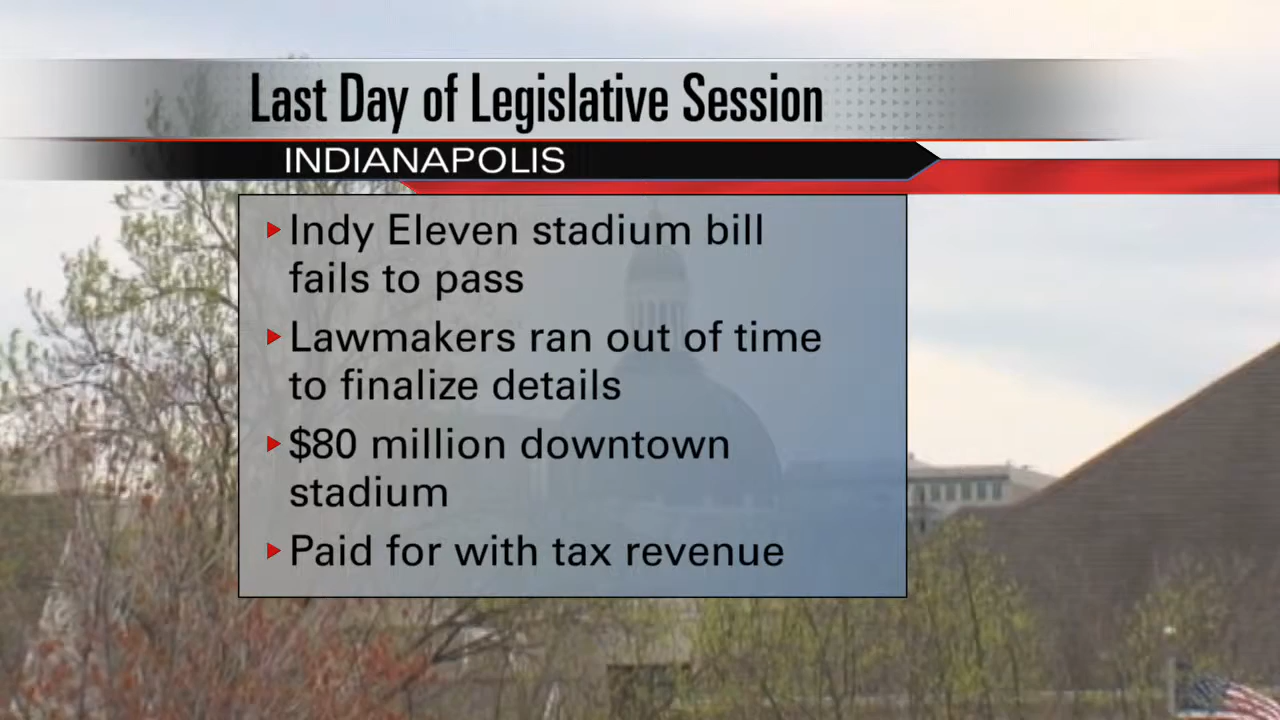 Last Day of Legislative Session
INDIANAPOLIS
Indy Eleven stadium bill
fails to pass
Lawmakers ran out of time
to finalize details
$80 million downtown
stadium
Paid for with tax revenue